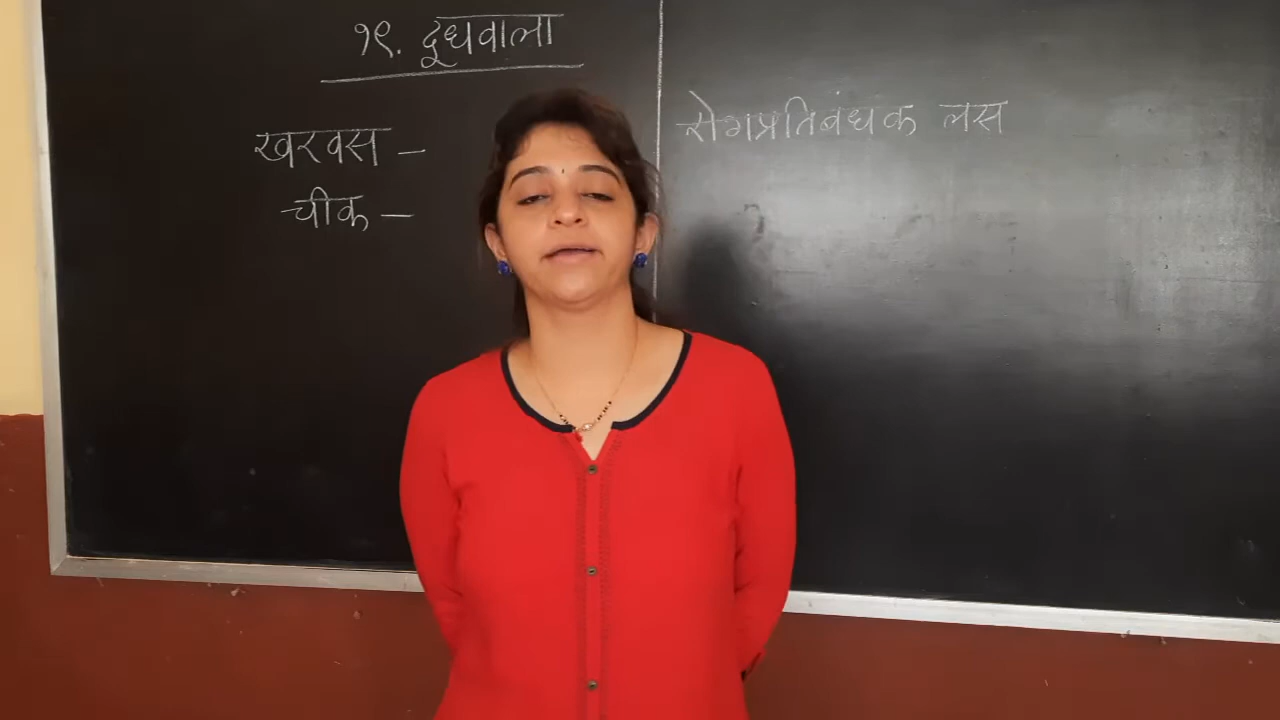 १९. दूधवाला
खरवस –
चीक –
रोगप्रतिबंधक लस